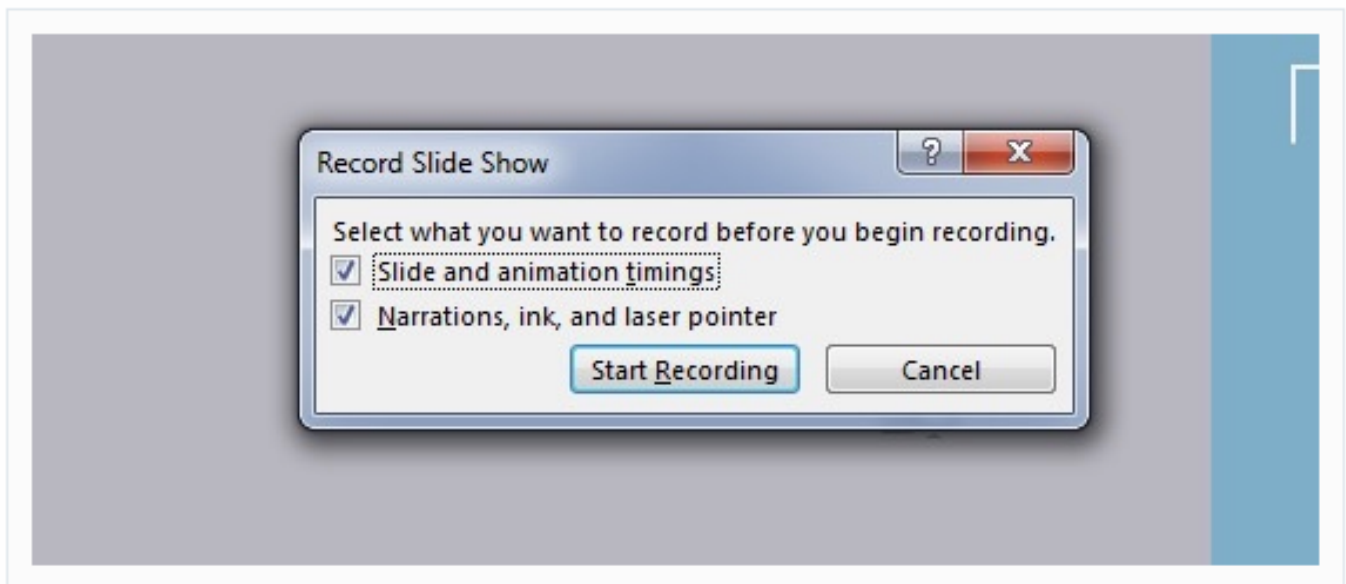 Record Slide Show
?
Select what you want to record before you begin recording.
Slide and animation timings
Narrations, ink, and laser pointer
Start Recording Cancel